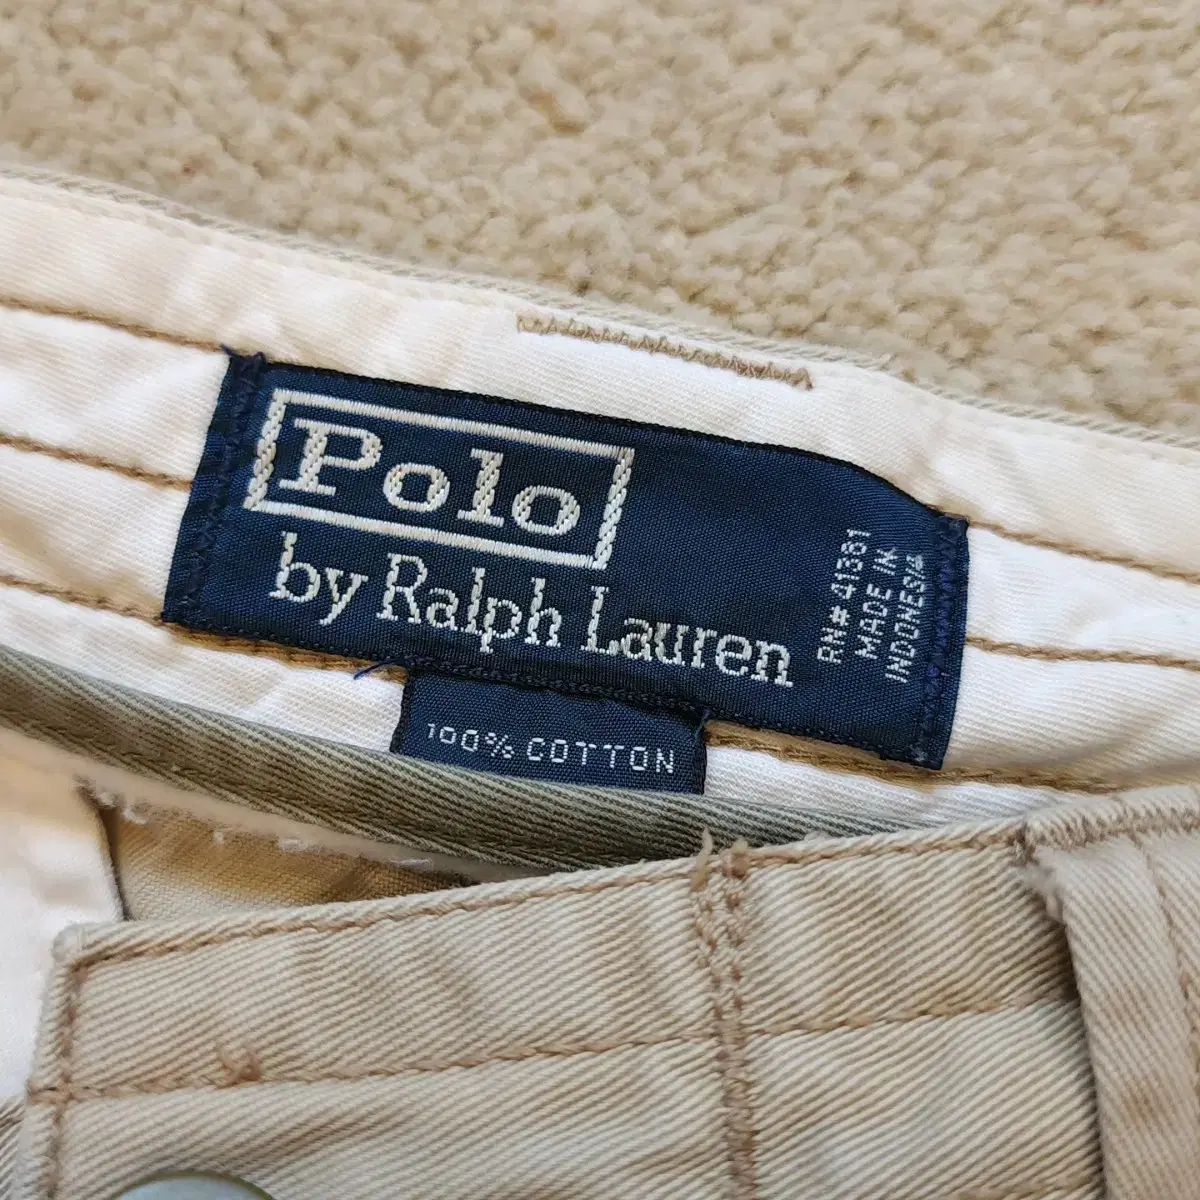 Polo
by Ralph Lauren
RN# 41381
MADE IN
INDONESIA
100% COTTON